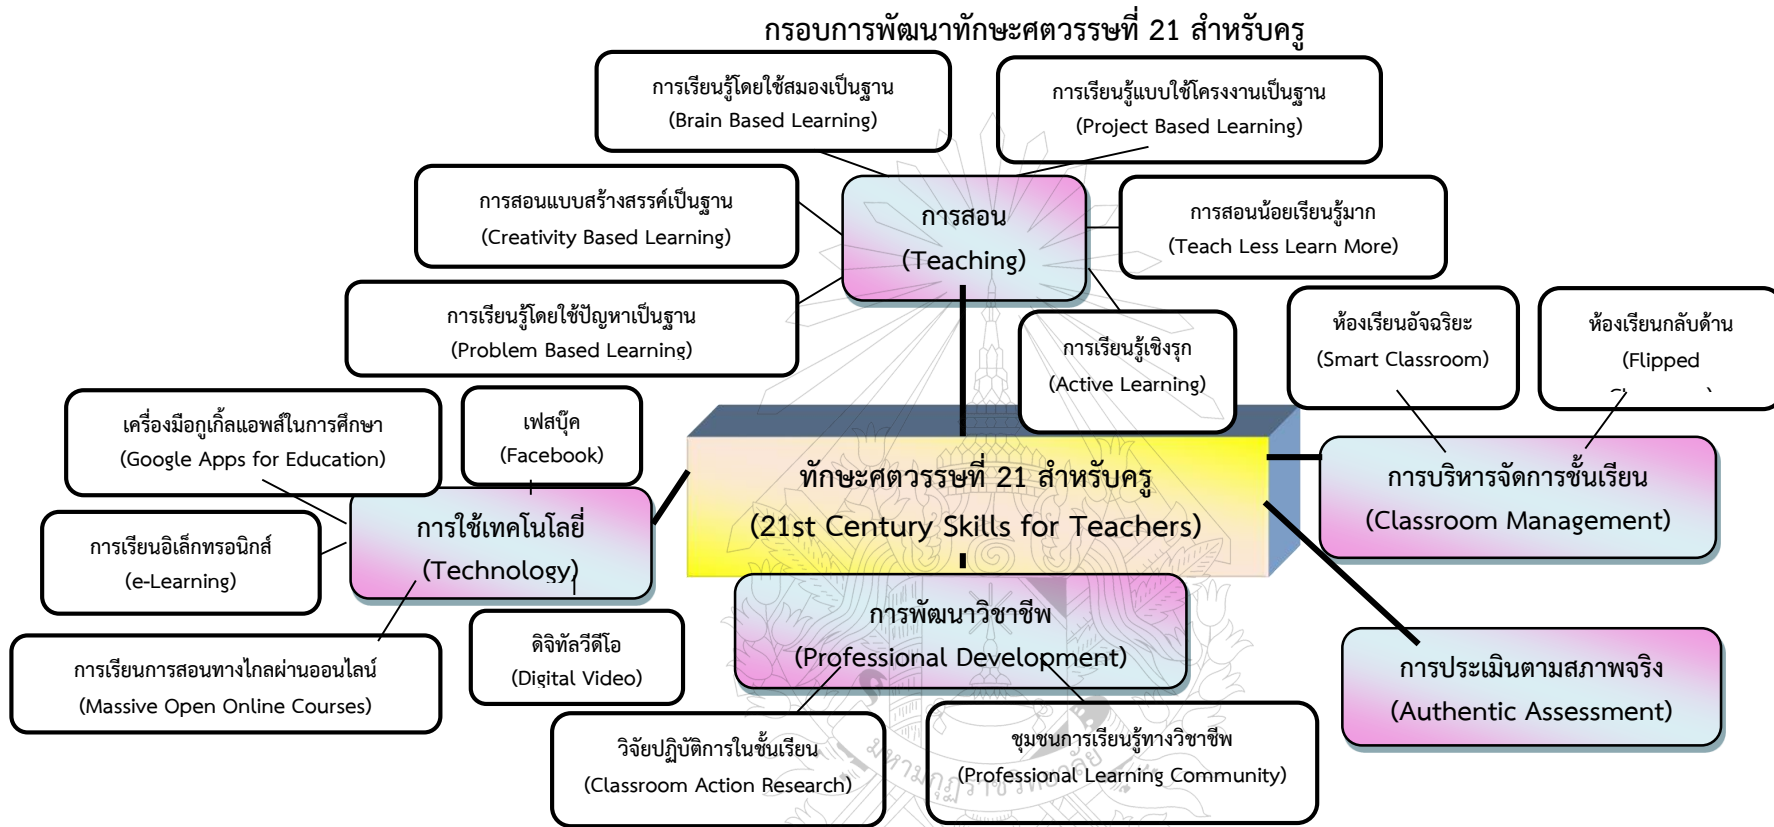 กรอบการพัฒนาทักษะศตวรรษที่ 21 สำหรับครู
การเรียนรู้โดยใช้สมองเป็นฐาน
(Brain Based Learning)
การเรียนรู้แบบใช้โครงงานเป็นฐาน
(Project Based Learning)
การสอนแบบสร้างสรรค์เป็นฐาน
(Creativity Based Learning)
การสอน
(Teaching)
การสอนน้อยเรียนรู้มาก
(Teach Less Learn More)
การเรียนรู้โดยใช้ปัญหาเป็นฐาน
(Problem Based Learning)
การเรียนรู้เชิงรุก
(Active Learning)
ห้องเรียนอัจฉริยะ
(Smart Classroom)
ห้องเรียนกลับด้าน
(Flipped
เครื่องมือกูเกิ้ลแอพส์ในการศึกษา
(Google Apps for Education)
เฟสบุ๊ค
(Facebook)
ทักษะศตวรรษที่ 21 สำหรับครู
(21st Century Skills for Teachers)
การบริหารจัดการชั้นเรียน
(Classroom Management)
การใช้เทคโนโลยี่
(Technology)
การเรียนอิเล็กทรอนิกส์
(e-Learning)
การพัฒนาวิชาชีพ
(Professional Development)
ดิจิทัลวีดีโอ
(Digital Video)
การเรียนการสอนทางไกลผ่านออนไลน์
(Massive Open Online Courses)
การประเมินตามสภาพจริง
(Authentic Assessment)
วิจัยปฏิบัติการในชั้นเรียน
(Classroom Action Research)
ชุมชนการเรียนรู้ทางวิชาชีพ
(Professional Learning Community)
มหามกุฏราชวิทยาลัย